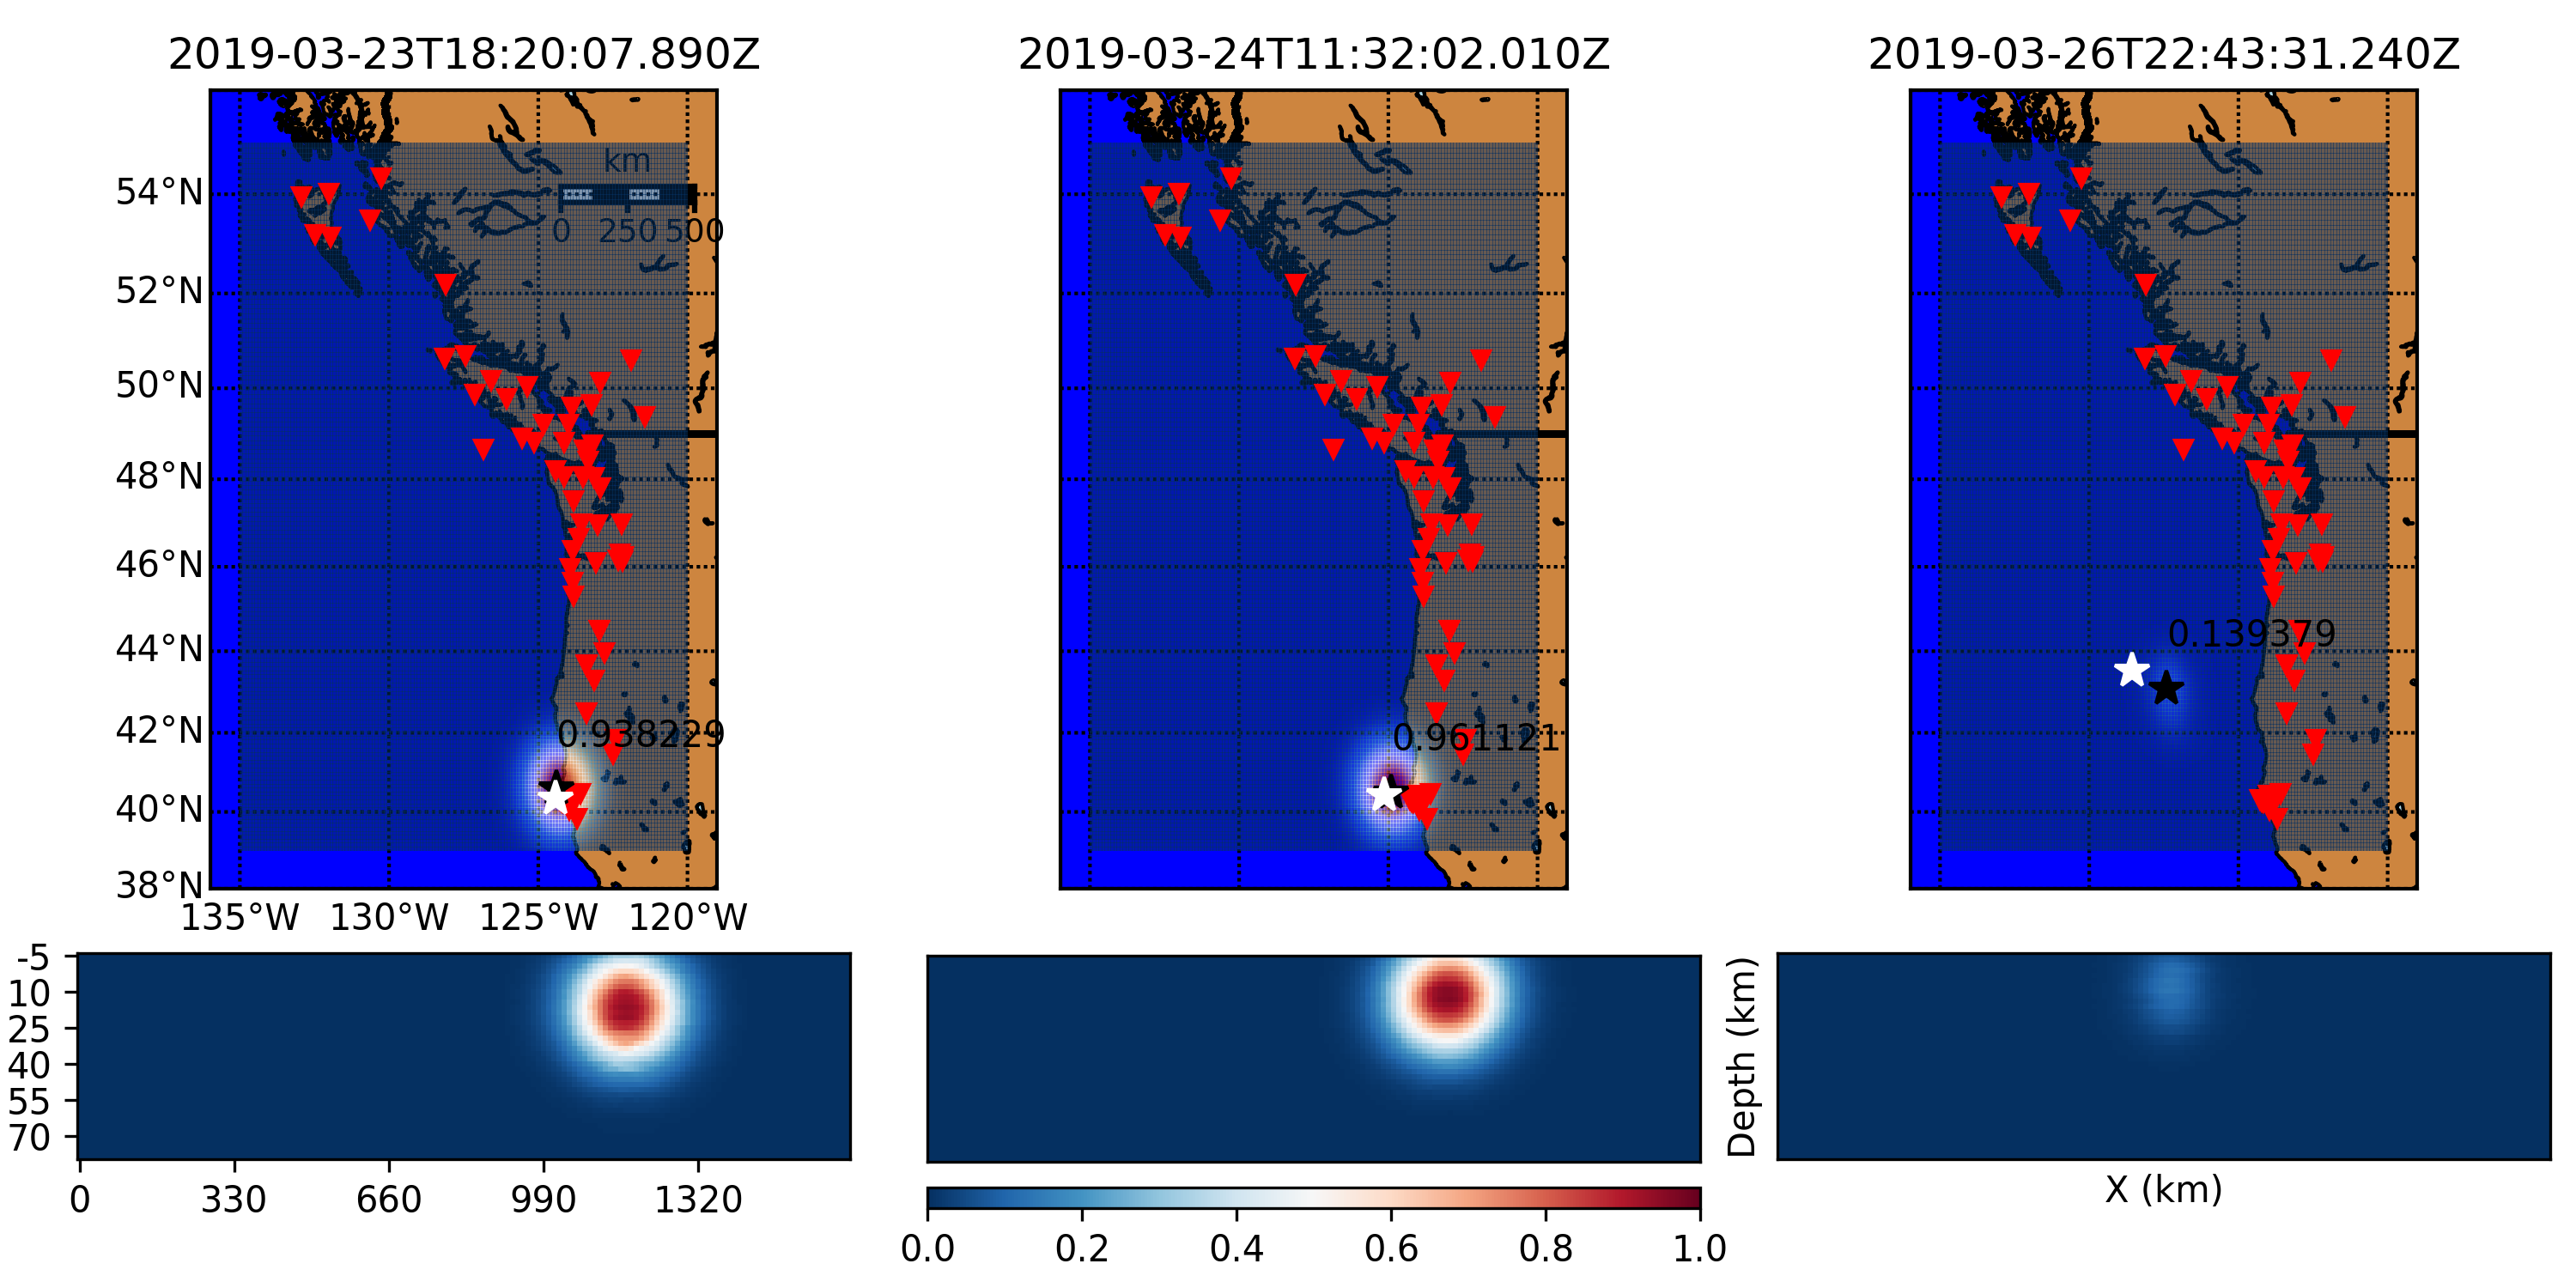 2019-03-23T18:20:07.890Z 2019-03-24T11:32:02.010Z 2019-03-26T22:43:31.240Z
km
54°N
0 250 500
52°N
50°N
48°N
46°N
44°N
0.139379
42°N
0.938229 0.961121
40°N
38°N
135°W 130°W 125°W 120°W
-5
10
25
40
55
70
Depth (km)
0 330 660 990 1320
X (km)
0.0 0.2 0.4 0.6 0.8 1.0